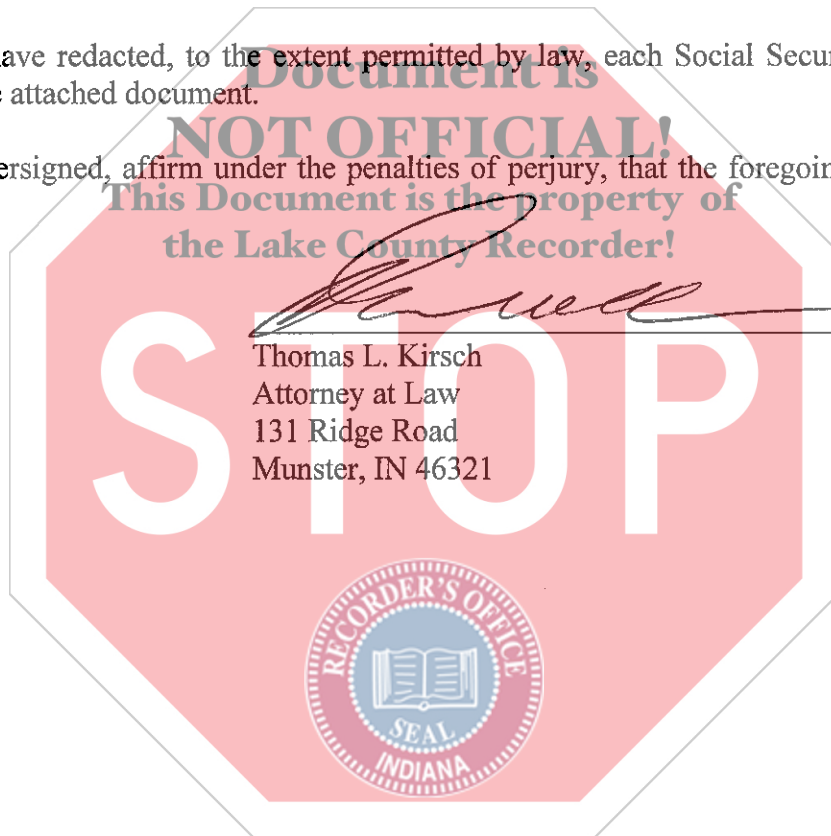 ave redacted, to the extent permitted by law, each Social Secur
Document is
e attached document.
NOT OFFICIAL!
ersigned, affirm under the penalties of perjury, that the foregoin
This Document is the property of
the Lake County Recorder!
Thomas L. Kirsch
Attorney at Law
131 Ridge Road
Munster, IN 46321
STOP
RECORDER'S OFFICE
SEAL
INDIANA